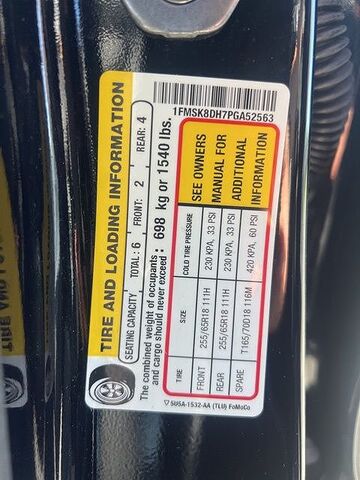 1FMSK8DH7PGA52563
TIRE AND LOADING INFORMATION
SEATING CAPACITY TOTAL: 6 FRONT: 2 REAR: 4
The combined weight of occupants
and cargo should never exceed: 698 kg or 1540 lbs.
TIRE SIZE COLD TIRE PRESSURE
FRONT 255/65R18 111H 230 KPA, 33 PSI
REAR 255/65R18 111H 230 KPA, 33 PSI
SPARE T165/70D18 116M 420 KPA, 60 PSI
SEE OWNERS
MANUAL FOR
ADDITIONAL
INFORMATION
5U5A-1532-AA (TLU) FoMoCo